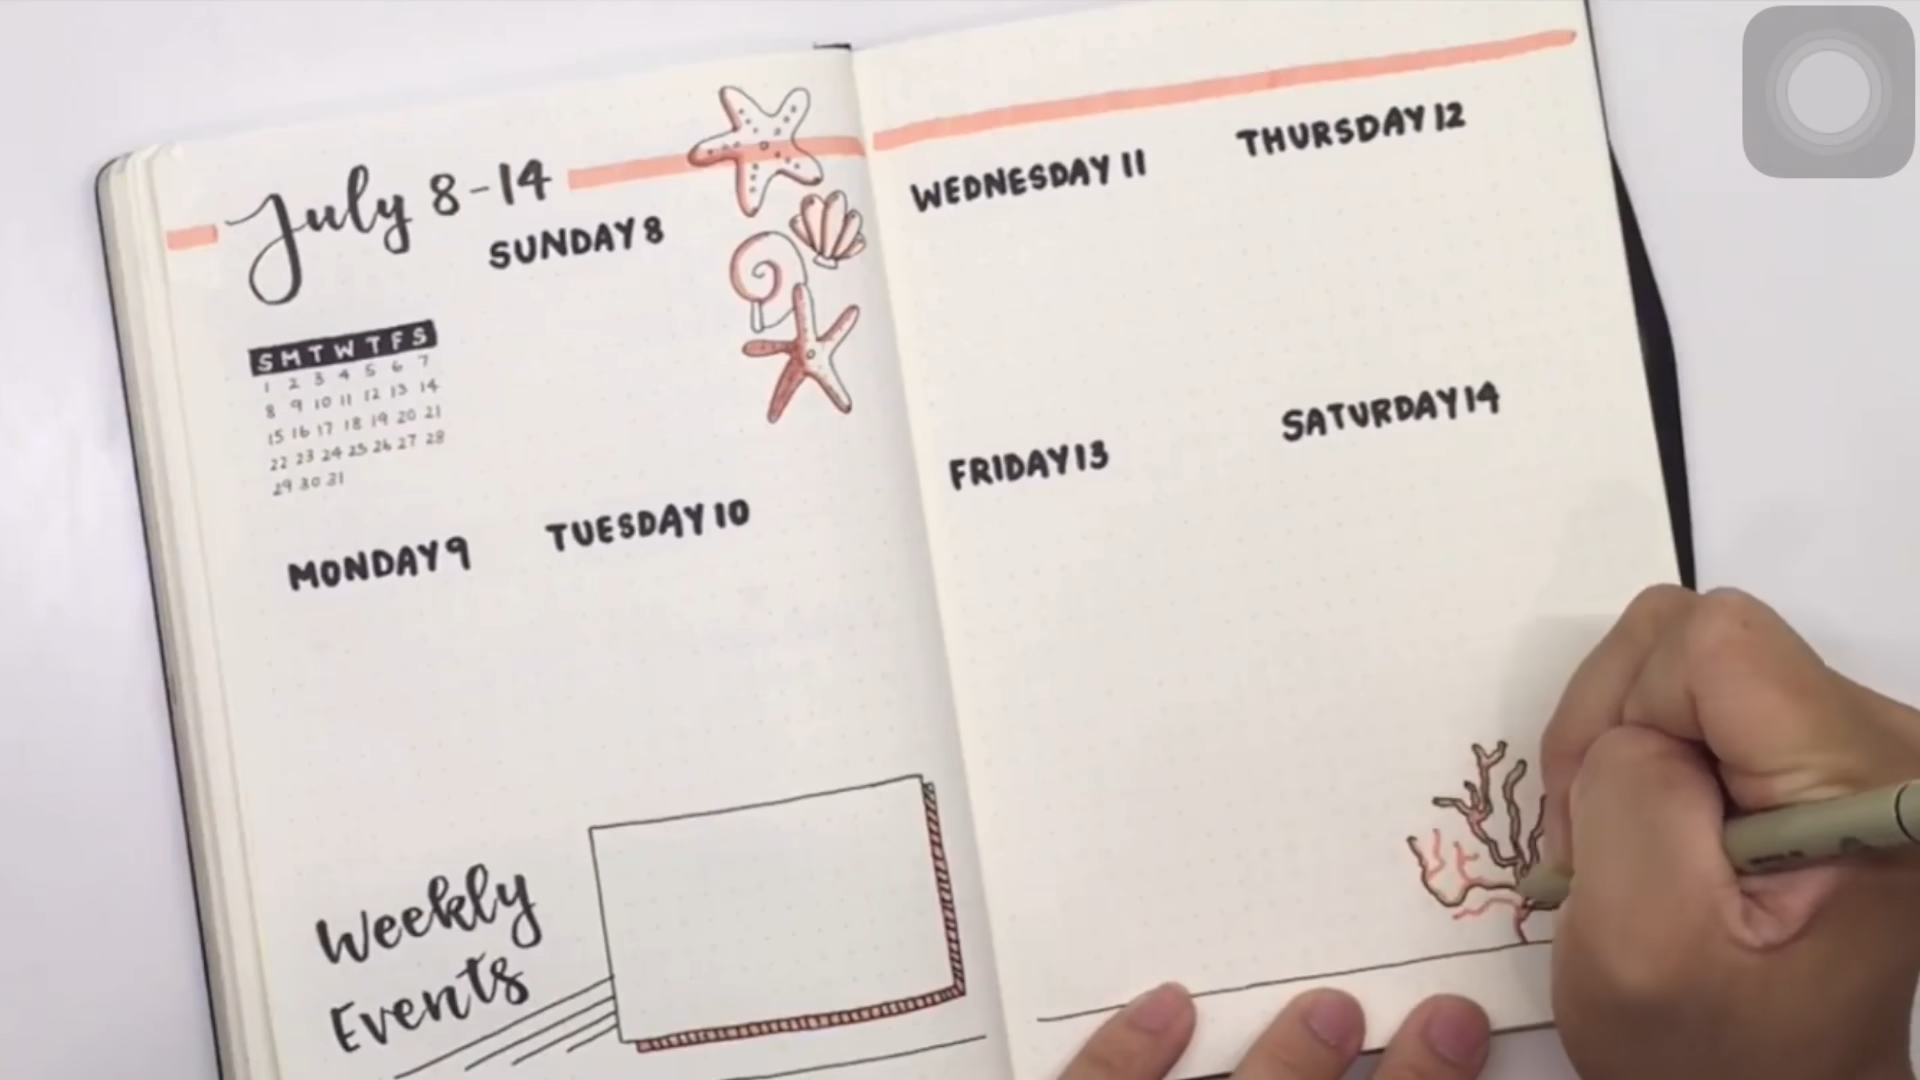 July 8-14
SUNDAY 8
S M T W T F S
1 2 3 4 5 6 7
8 9 10 11 12 13 14
15 16 17 18 19 20 21
22 23 24 25 26 27 28
29 30 31
MONDAY 9
TUESDAY 10
Weekly
Events
WEDNESDAY 11
THURSDAY 12
FRIDAY 13
SATURDAY 14